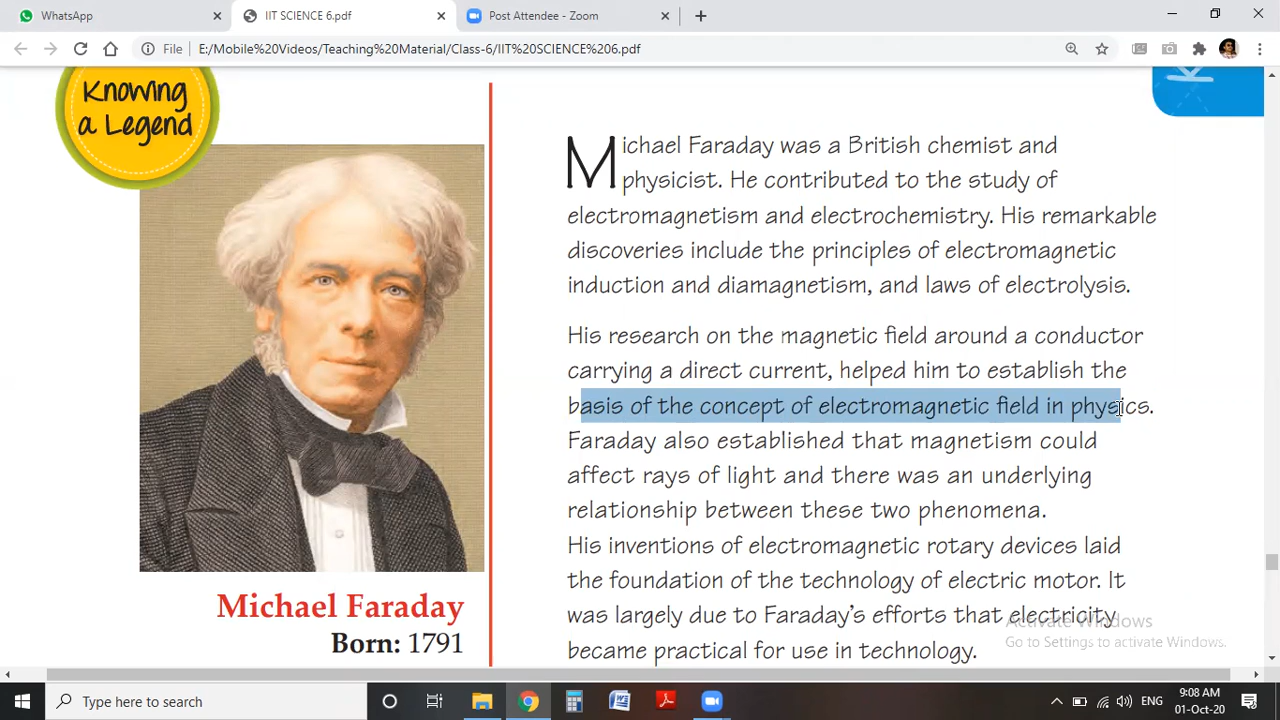 WhatsApp
IIT SCIENCE 6.pdf
Post Attendee - Zoom
File
E:/Mobile%20Videos/Teaching%20Material/Class-6/IIT%20SCIENCE%206.pdf
Knowing
a Legend
Michael Faraday was a British chemist and
physicist. He contributed to the study of
electromagnetism and electrochemistry. His remarkable
discoveries include the principles of electromagnetic
induction and diamagnetism, and laws of electrolysis.
His research on the magnetic field around a conductor
carrying a direct current, helped him to establish the
basis of the concept of electromagnetic field in physics.
Faraday also established that magnetism could
affect rays of light and there was an underlying
relationship between these two phenomena.
His inventions of electromagnetic rotary devices laid
the foundation of the technology of electric motor. It
was largely due to Faraday's efforts that electricity
became practical for use in technology.
Michael Faraday
Born: 1791
Activate Windows
Go to Settings to activate Windows.
Type here to search
ENG
9:08 AM
01-Oct-20